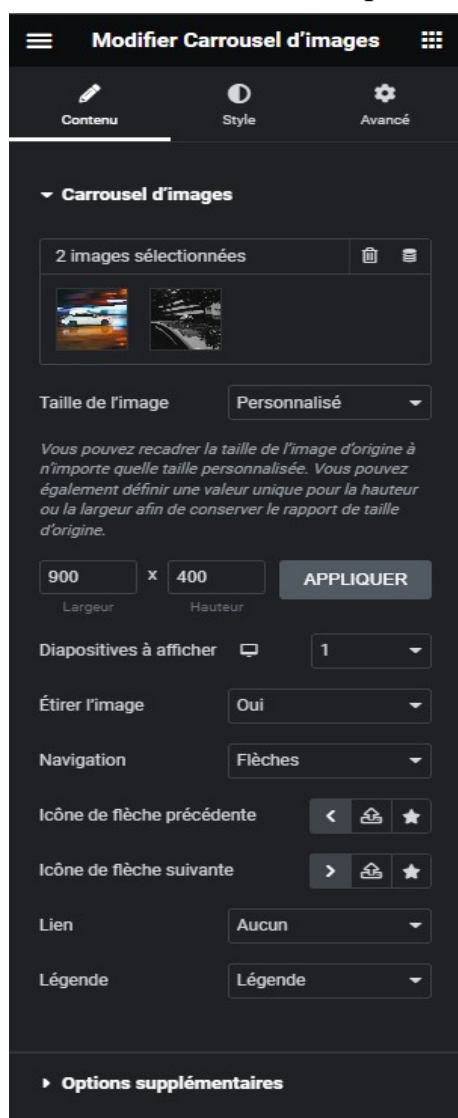 Modifier Carrousel d’images
Contenu
Style
Avancé
Carrousel d’images
2 images sélectionnées
Taille de l’image
Personnalisé
Vous pouvez recadrer la taille de l’image d’origine à
n’importe quelle taille personnalisée. Vous pouvez
également définir une valeur unique pour la hauteur
ou la largeur afin de conserver le rapport de taille
d’origine.
900 x 400 APPLIQUER
Largeur
Hauteur
Diapositives à afficher
1
Étirer l’image
Oui
Navigation
Flèches
Icône de flèche précédente
Icône de flèche suivante
Lien
Aucun
Légende
Légende
Options supplémentaires